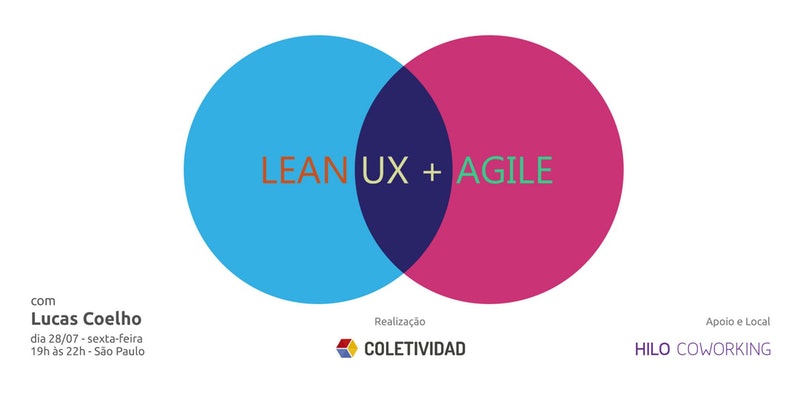 LEAN UX + AGILE
com
Lucas Coelho
dia 28/07 - sexta-feira
19h às 22h - São Paulo
Realização
COLETIVIDAD
Apoio e Local
HILO COWORKING